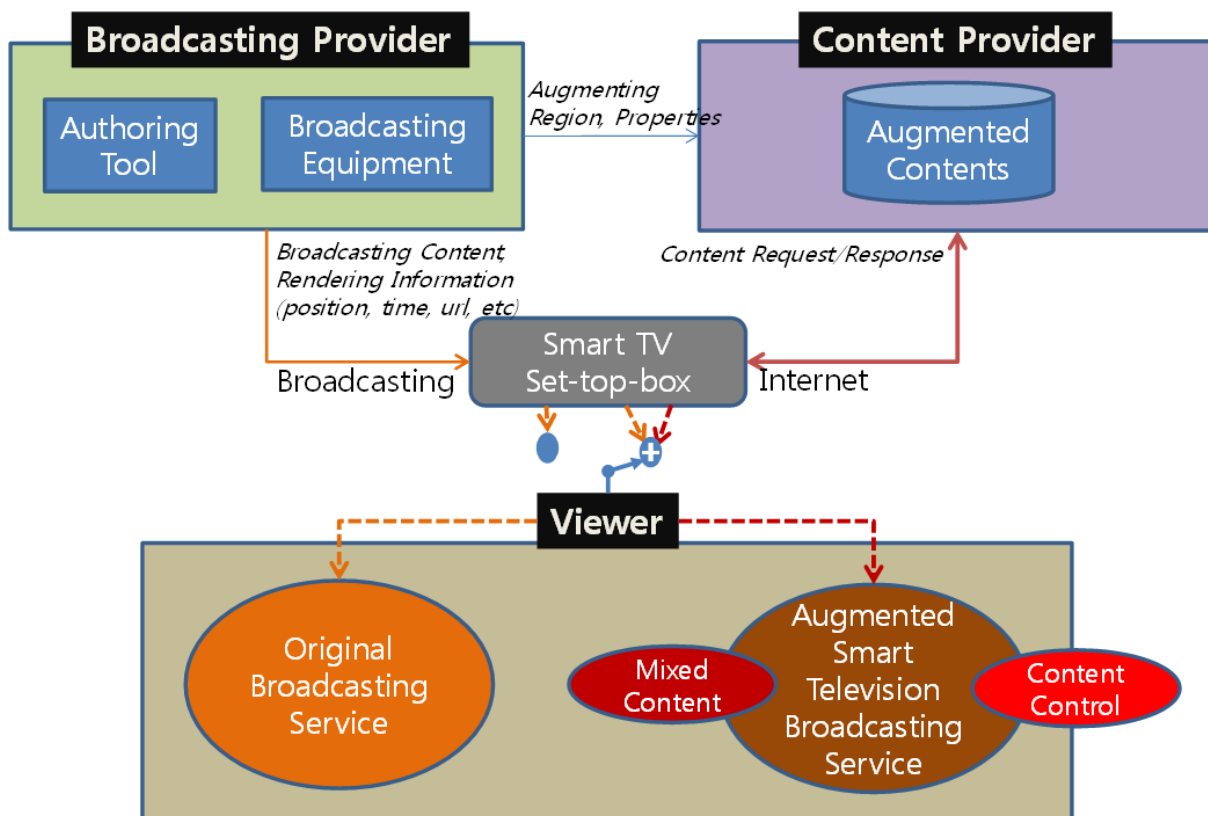 Broadcasting Provider
Content Provider
Authoring
Tool
Broadcasting
Equipment
Augmenting
Region, Properties
Augmented
Contents
Broadcasting Content,
Rendering Information
(position, time, url, etc)
Content Request/Response
Smart TV
Set-top-box
Broadcasting
Internet
Viewer
Original
Broadcasting
Service
Mixed
Content
Augmented
Smart
Television
Broadcasting
Service
Content
Control